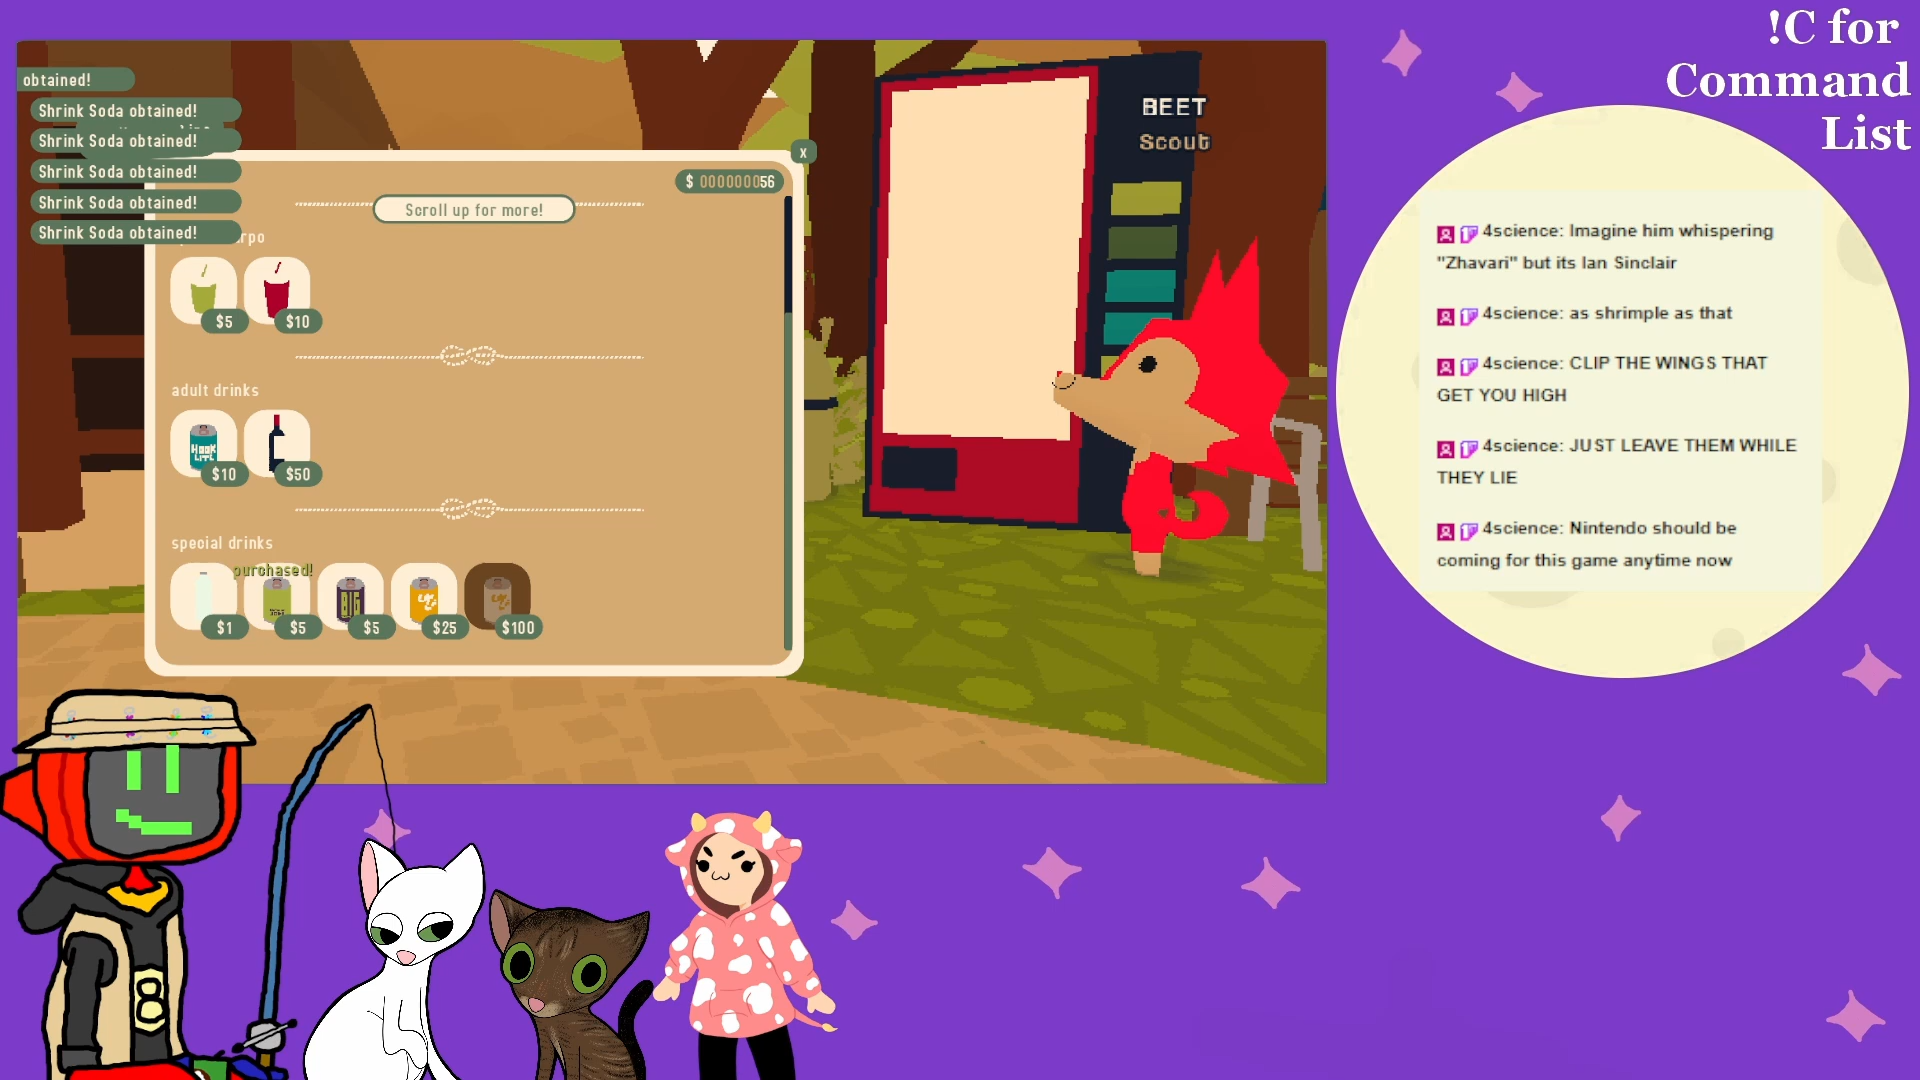 !C for
Command
List
obtained!
Shrink Soda obtained!
Shrink Soda obtained!
Shrink Soda obtained!
Shrink Soda obtained!
Shrink Soda obtained!
x
$ 00000000056
Scroll up for more!
$5
$10
adult drinks
HOOK
LITE
$10
$50
special drinks
purchased!
$1
$5
$5
$25
$100
BEET
Scout
4science: Imagine him whispering
"Zhavari" but its Ian Sinclair
4science: as shrimple as that
4science: CLIP THE WINGS THAT
GET YOU HIGH
4science: JUST LEAVE THEM WHILE
THEY LIE
4science: Nintendo should be
coming for this game anytime now
8